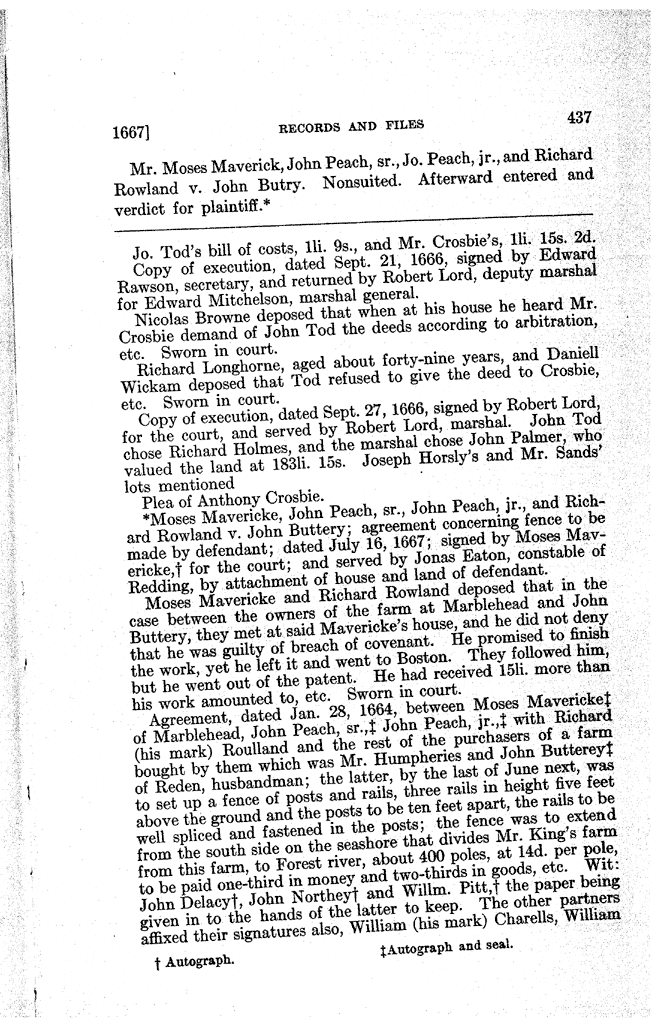 1667] RECORDS AND FILES 437
Mr. Moses Maverick, John Peach, sr., Jo. Peach, jr., and Richard
Rowland v. John Butry. Nonsuited. Afterward entered and
verdict for plaintiff.*
Jo. Tod's bill of costs, 1li. 9s., and Mr. Crosbie's, 1li. 15s. 2d.
Copy of execution, dated Sept. 21, 1666, signed by Edward
Rawson, secretary, and returned by Robert Lord, deputy marshal
for Edward Mitchelson, marshal general.
Nicolas Browne deposed that when at his house he heard Mr.
Crosbie demand of John Tod the deeds according to arbitration,
etc. Sworn in court.
Richard Longhorne, aged about forty-nine years, and Daniell
Wickam deposed that Tod refused to give the deed to Crosbie,
etc. Sworn in court.
Copy of execution, dated Sept. 27, 1666, signed by Robert Lord,
for the court, and served by Robert Lord, marshal. John Tod
chose Richard Holmes, and the marshal chose John Palmer, who
valued the land at 183li. 15s. Joseph Horsly's and Mr. Sands'
lots mentioned
Plea of Anthony Crosbie.
*Moses Mavericke, John Peach, sr., John Peach, jr., and Rich-
ard Rowland v. John Buttery; agreement concerning fence to be
made by defendant; dated July 16, 1667; signed by Moses Mav-
ericke,† for the court; and served by Jonas Eaton, constable of
Redding, by attachment of house and land of defendant.
Moses Mavericke and Richard Rowland deposed that in the
case between the owners of the farm at Marblehead and John
Buttery, they met at said Mavericke's house, and he did not deny
that he was guilty of breach of covenant. He promised to finish
the work, yet he left it and went to Boston. They followed him,
but he went out of the patent. He had received 15li. more than
his work amounted to, etc. Sworn in court.
Agreement, dated Jan. 28, 1664, between Moses Mavericke‡
of Marblehead, John Peach, sr.,‡ John Peach, jr.,‡ with Richard
(his mark) Roulland and the rest of the purchasers of a farm
bought by them which was Mr. Humpheries and John Butterey‡
of Reden, husbandman; the latter, by the last of June next, was
to set up a fence of posts and rails, three rails in height five feet
above the ground and the posts to be ten feet apart, the rails to be
well spliced and fastened in the posts; the fence was to extend
from the south side on the seashore that divides Mr. King's farm
from this farm, to Forest river, about 400 poles, at 14d. per pole,
to be paid one-third in money and two-thirds in goods, etc. Wit:
John Delacy†, John Northey† and Willm. Pitt,† the paper being
given in to the hands of the latter to keep. The other partners
affixed their signatures also, William (his mark) Charells, William
† Autograph. ‡Autograph and seal.